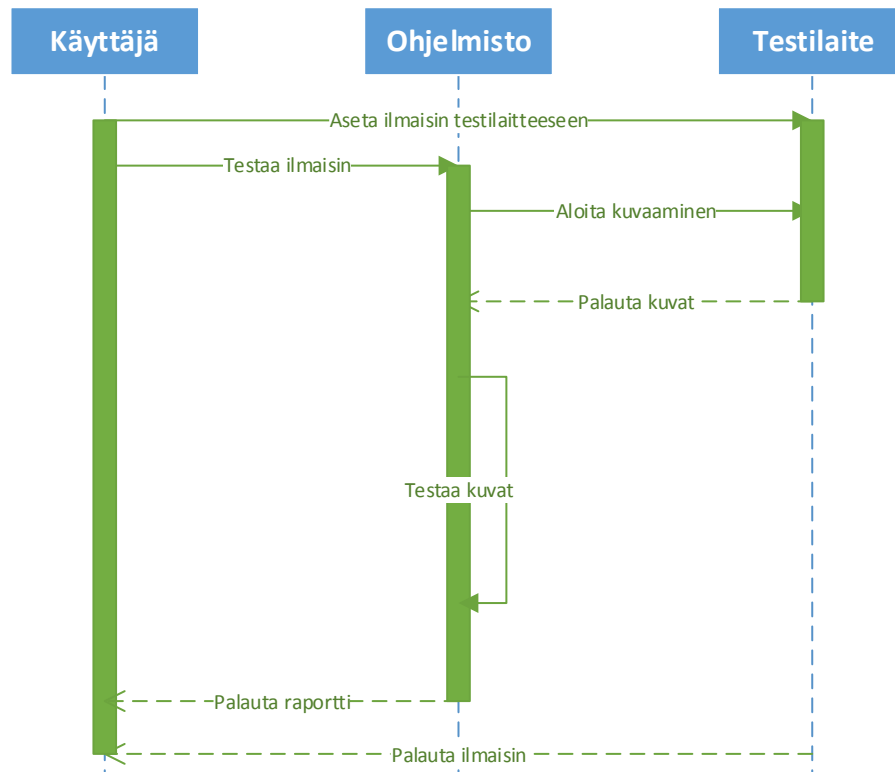 Käyttäjä
Ohjelmisto
Testilaite
Aseta ilmaisin testilaitteeseen
Testaa ilmaisin
Aloita kuvaaminen
Palauta kuvat
Testaa kuvat
Palauta raportti
Palauta ilmaisin